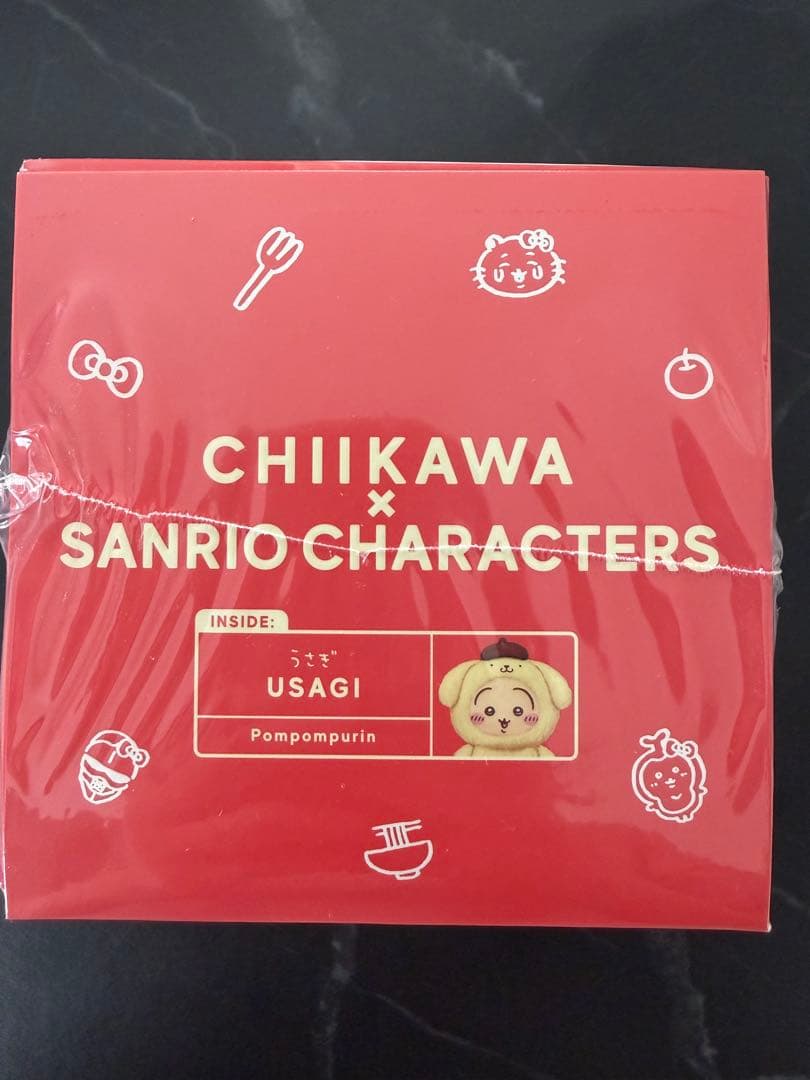 CHIIKAWA
×
SANRIO CHARACTERS
INSIDE:
うさぎ
USAGI
Pompompurin